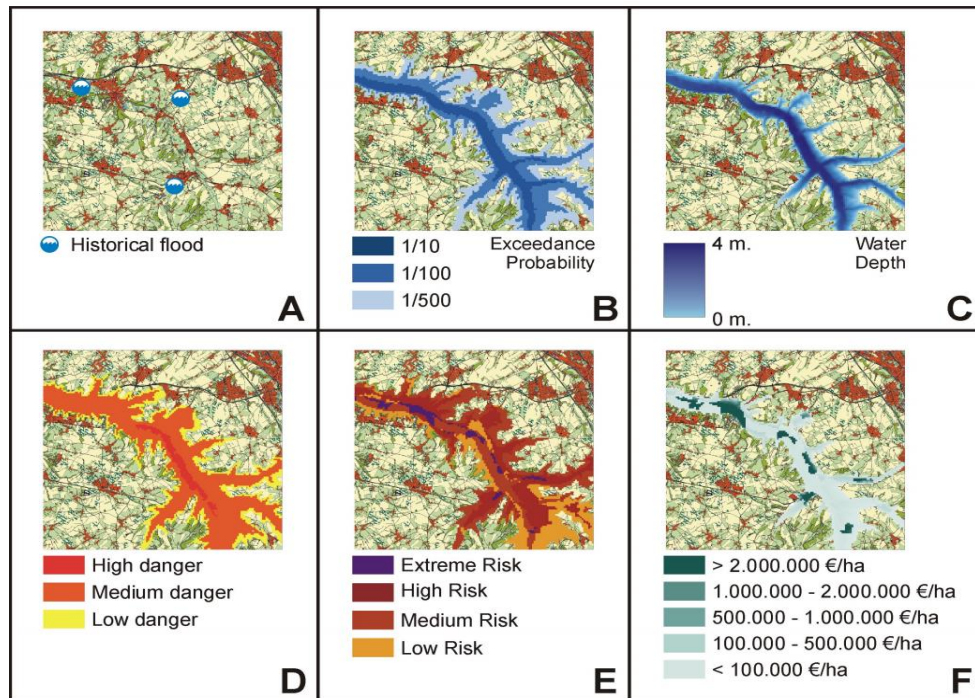 Historical flood
A
1/10
1/100
1/500
Exceedance
Probability
B
4 m.
0 m.
Water
Depth
C
High danger
Medium danger
Low danger
D
Extreme Risk
High Risk
Medium Risk
Low Risk
E
> 2.000.000 €/ha
1.000.000 - 2.000.000 €/ha
500.000 - 1.000.000 €/ha
100.000 - 500.000 €/ha
< 100.000 €/ha
F